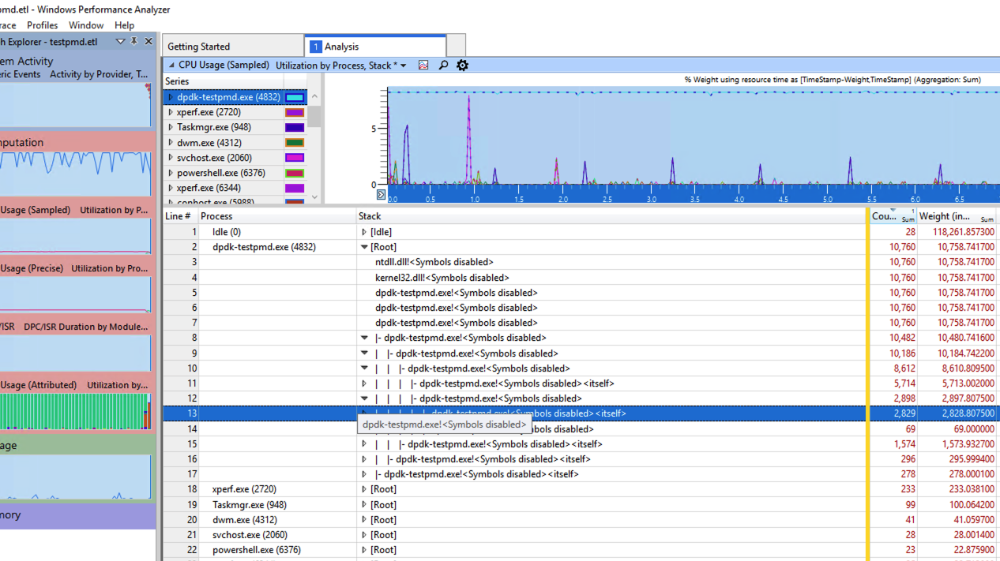 pmd.etl - Windows Performance Analyzer
race Profiles Window Help
h Explorer - testpmd.etl
em Activity
eric Events Activity by Provider, T...
mputation
Usage (Sampled) Utilization by P...
Usage (Precise) Utilization by Pro...
/ISR DPC/ISR Duration by Module...
Usage (Attributed) Utilization by...
age
mory
Getting Started
1 Analysis
CPU Usage (Sampled) Utilization by Process, Stack *
Series
dpdk-testpmd.exe (4832)
xperf.exe (2720)
Taskmgr.exe (948)
dwm.exe (4312)
svchost.exe (2060)
powershell.exe (6376)
xperf.exe (6344)
conhost.exe (5988)
% Weight using resource time as [TimeStamp-Weight,TimeStamp] (Aggregation: Sum)
5
0
0.0 0.5 1.0 1.5 2.0 2.5 3.0 3.5 4.0 4.5 5.0 5.5 6.0 6.5
Line # Process Stack Cou... 1 Sum Weight (in... Sum
1 Idle (0) [Idle] 28 118,261.857300
2 dpdk-testpmd.exe (4832) [Root] 10,760 10,758.741700
3 ntdll.dll!<Symbols disabled> 10,760 10,758.741700
4 kernel32.dll!<Symbols disabled> 10,760 10,758.741700
5 dpdk-testpmd.exe!<Symbols disabled> 10,760 10,758.741700
6 dpdk-testpmd.exe!<Symbols disabled> 10,760 10,758.741700
7 dpdk-testpmd.exe!<Symbols disabled> 10,760 10,758.741700
8 |- dpdk-testpmd.exe!<Symbols disabled> 10,482 10,480.741600
9 | |- dpdk-testpmd.exe!<Symbols disabled> 10,186 10,184.742200
10 | | |- dpdk-testpmd.exe!<Symbols disabled> 8,612 8,610.809500
11 | | | |- dpdk-testpmd.exe!<Symbols disabled><itself> 5,714 5,713.002000
12 | | | |- dpdk-testpmd.exe!<Symbols disabled> 2,898 2,897.807500
13 | | | | |- dpdk-testpmd.exe!<Symbols disabled><itself> 2,829 2,828.807500
dpdk-testpmd.exe!<Symbols disabled>
14 bols disabled> 69 69.000000
15 | | |- dpdk-testpmd.exe!<Symbols disabled><itself> 1,574 1,573.932700
16 | |- dpdk-testpmd.exe!<Symbols disabled><itself> 296 295.999400
17 |- dpdk-testpmd.exe!<Symbols disabled><itself> 278 278.000100
18 xperf.exe (2720) [Root] 233 233.038100
19 Taskmgr.exe (948) [Root] 99 100.064200
20 dwm.exe (4312) [Root] 41 41.059700
21 svchost.exe (2060) [Root] 28 28.001400
22 powershell.exe (6376) [Root] 23 22.875900